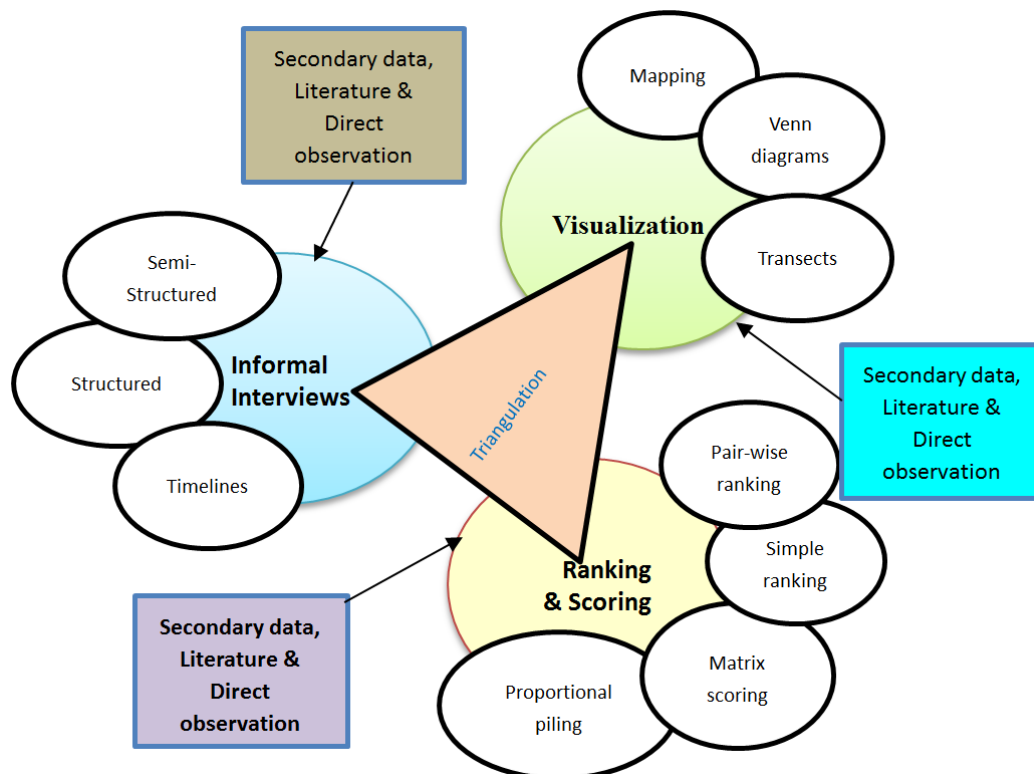 Secondary data,
Literature &
Direct
observation
Mapping
Venn
diagrams
Visualization
Transects
Semi-
Structured
Structured
Informal
Interviews
Timelines
Triangulation
Secondary data,
Literature &
Direct
observation
Pair-wise
ranking
Simple
ranking
Ranking
& Scoring
Matrix
scoring
Proportional
piling
Secondary data,
Literature &
Direct
observation